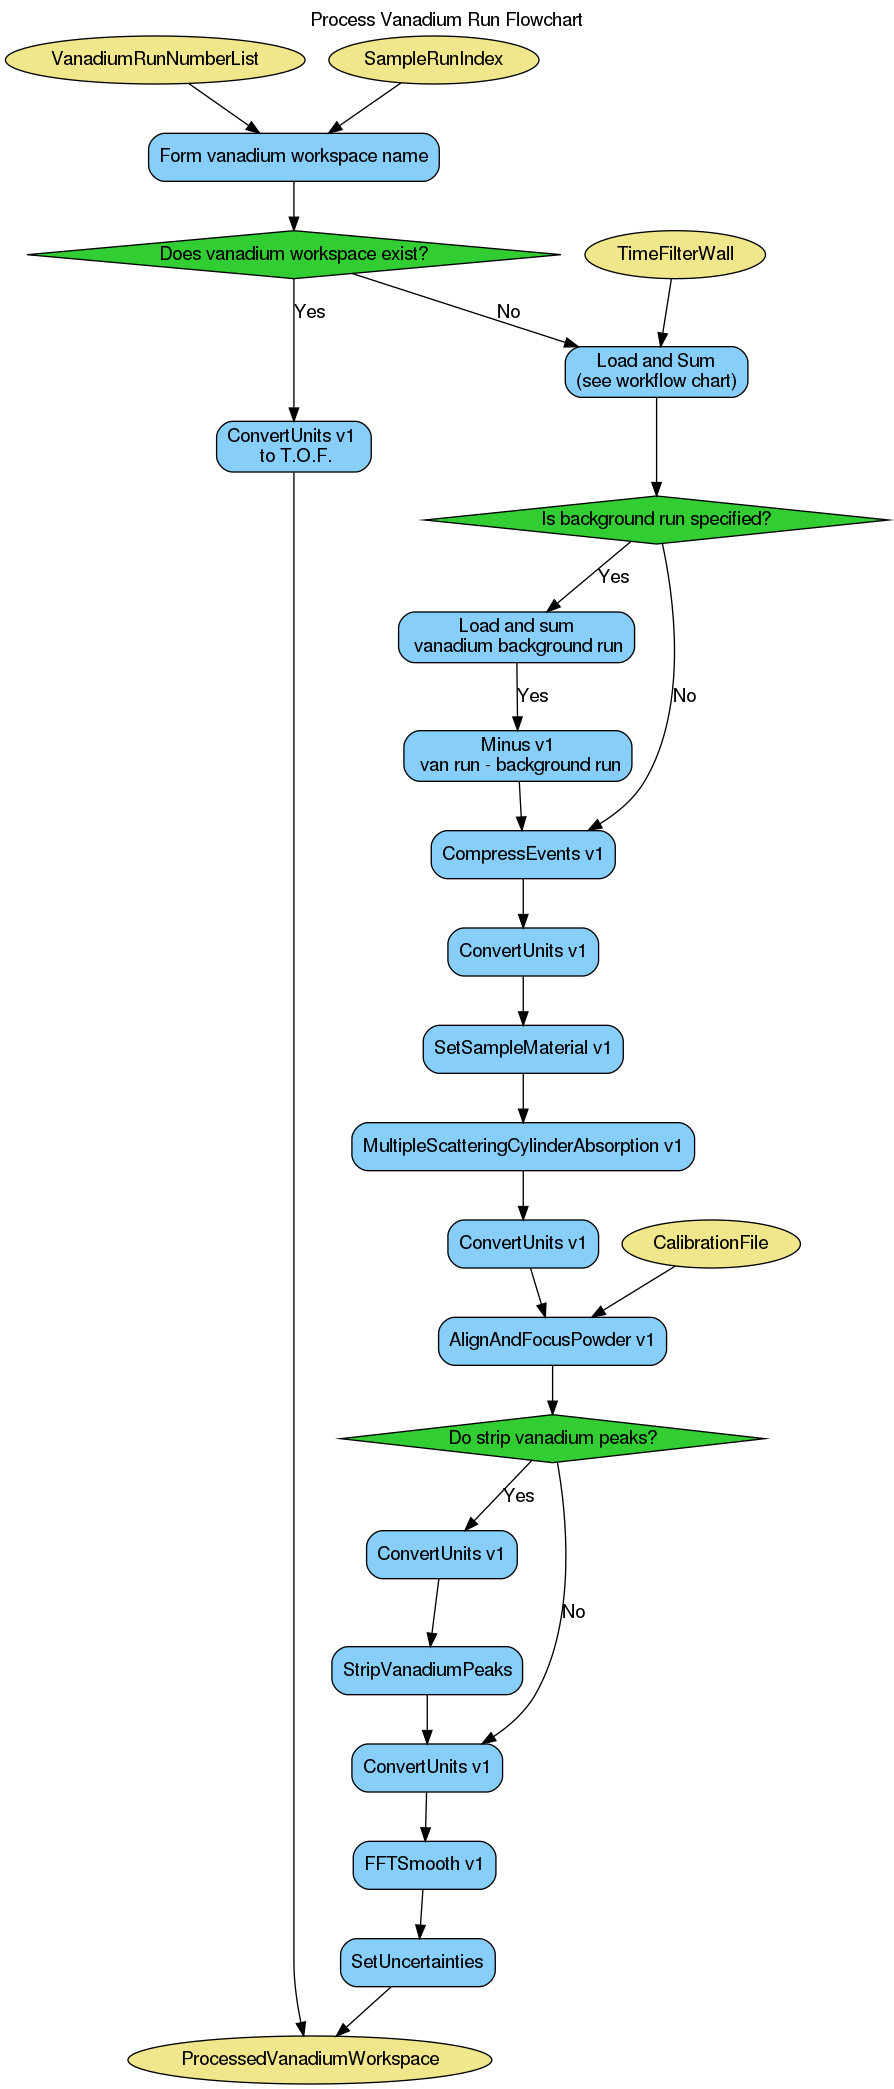 Process Vanadium Run Flowchart
VanadiumRunNumberList
SampleRunIndex
Form vanadium workspace name
Does vanadium workspace exist?
TimeFilterWall
Yes
No
Load and Sum
(see workflow chart)
ConvertUnits v1
to T.O.F.
Is background run specified?
Yes
Load and sum
vanadium background run
Yes
No
Minus v1
van run - background run
CompressEvents v1
ConvertUnits v1
SetSampleMaterial v1
MultipleScatteringCylinderAbsorption v1
ConvertUnits v1
CalibrationFile
AlignAndFocusPowder v1
Do strip vanadium peaks?
Yes
ConvertUnits v1
No
StripVanadiumPeaks
ConvertUnits v1
FFTSmooth v1
SetUncertainties
ProcessedVanadiumWorkspace